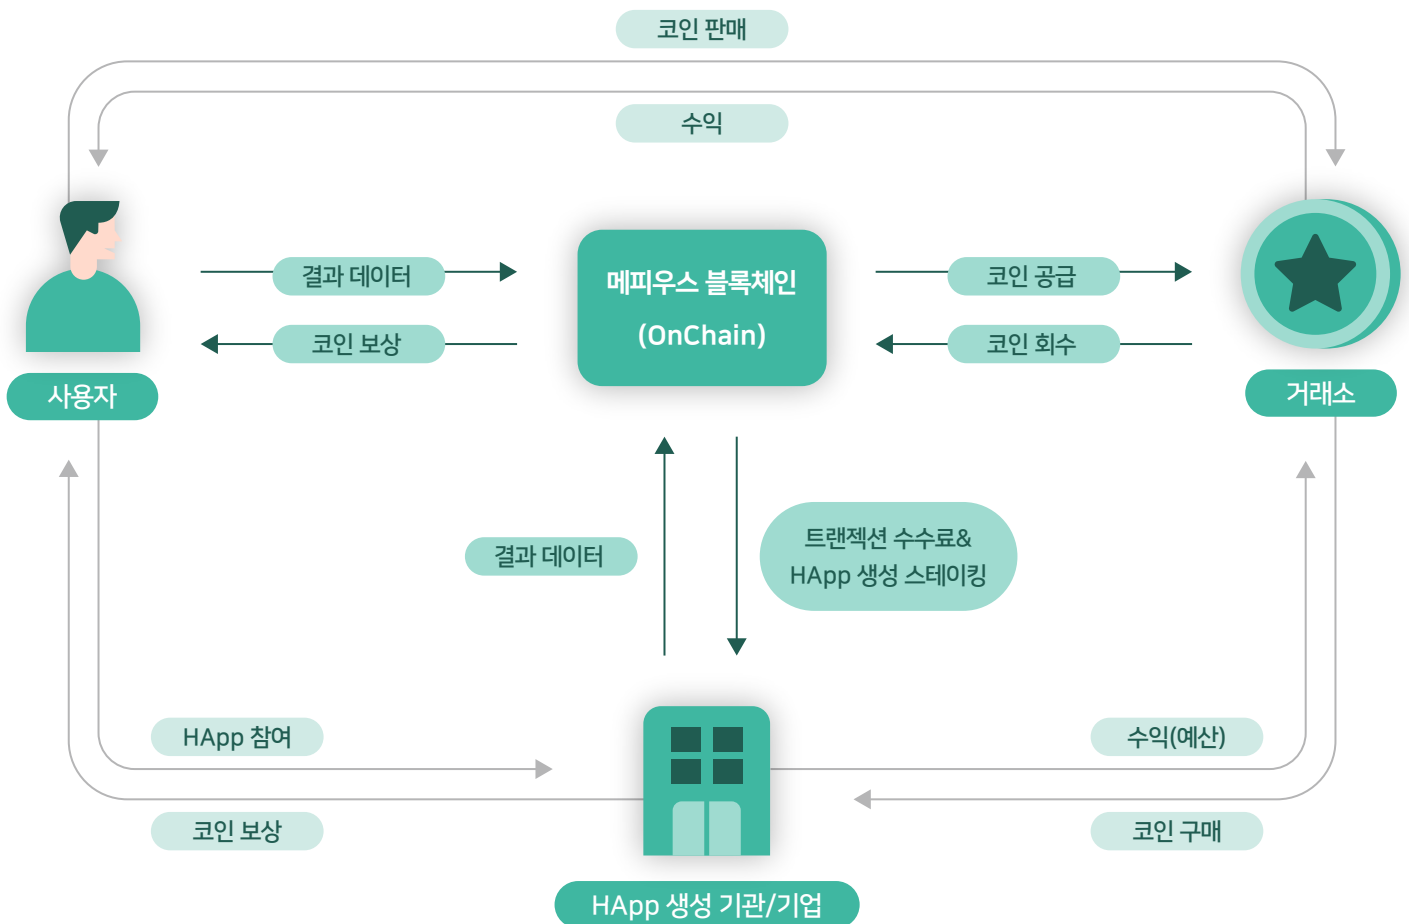 코인 판매
수익
결과 데이터
코인 보상
메피우스 블록체인
(OnChain)
코인 공급
코인 회수
사용자
거래소
결과 데이터
트랜젝션 수수료&
HApp 생성 스테이킹
HApp 참여
코인 보상
수익(예산)
코인 구매
HApp 생성 기관/기업